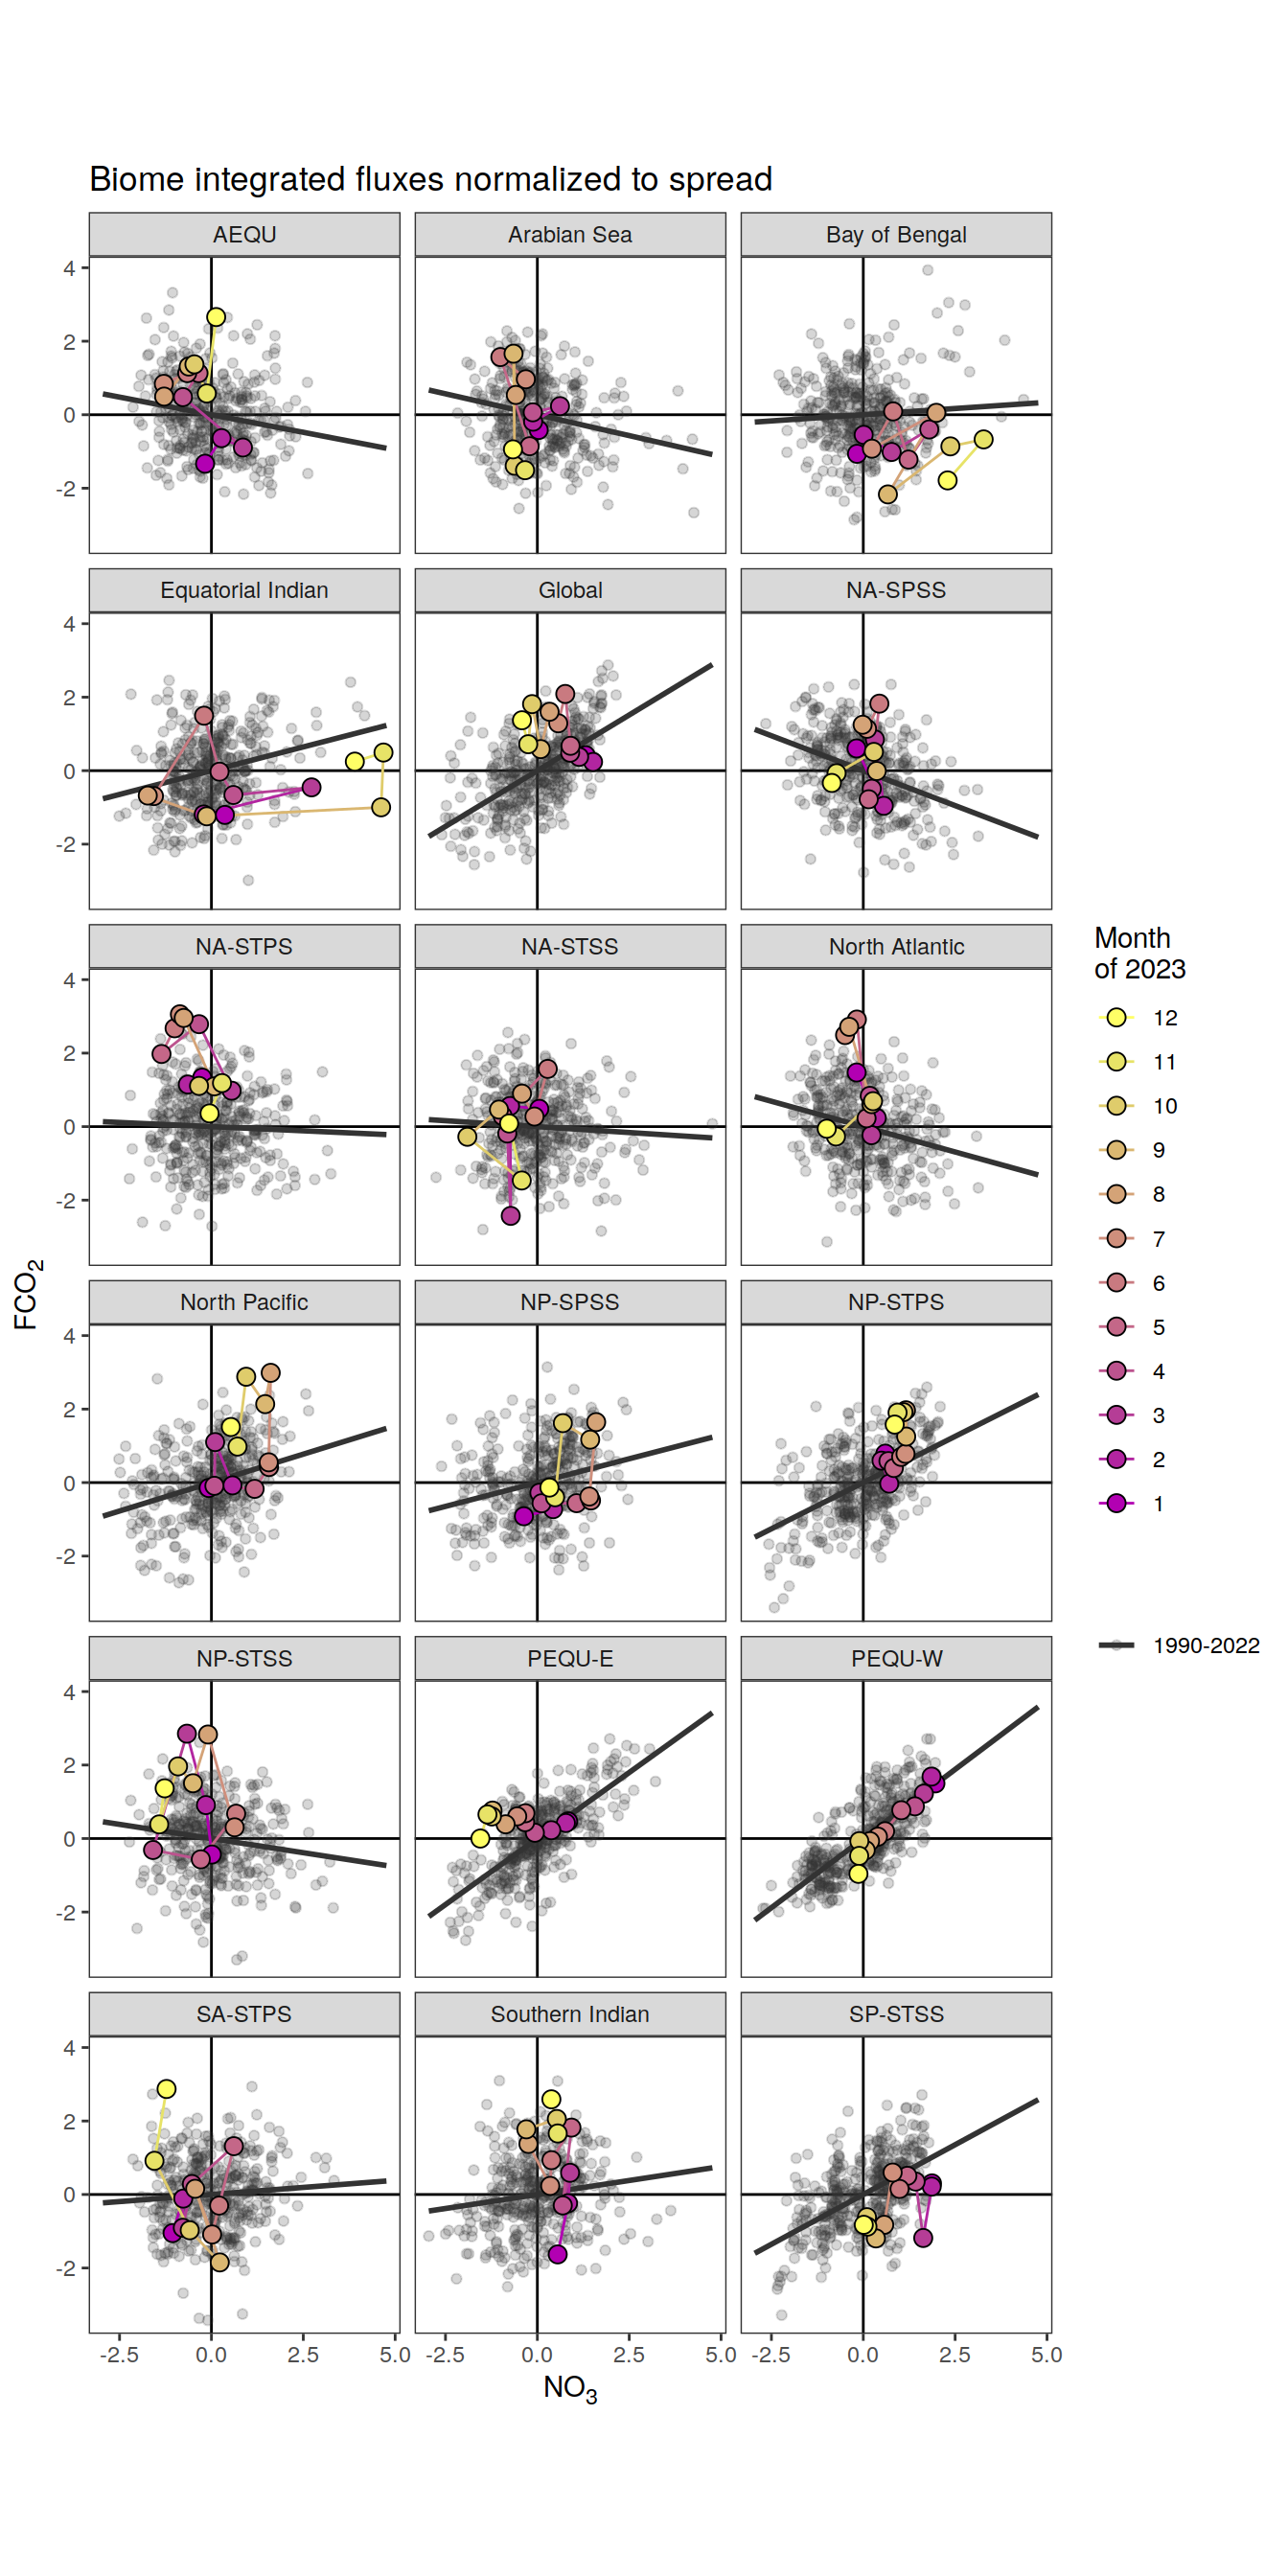 Biome integrated fluxes normalized to spread
AEQU
Arabian Sea
Bay of Bengal
4
2
0
-2
Equatorial Indian
Global
NA-SPSS
4
2
0
-2
NA-STPS
NA-STSS
North Atlantic
4
2
0
-2
North Pacific
NP-SPSS
NP-STPS
4
2
0
-2
NP-STSS
PEQU-E
PEQU-W
4
2
0
-2
SA-STPS
Southern Indian
SP-STSS
4
2
0
-2
-2.5 0.0 2.5 5.0
-2.5 0.0 2.5 5.0
-2.5 0.0 2.5 5.0
NO₃
FCO₂
Month
of 2023
12
11
10
9
8
7
6
5
4
3
2
1
1990-2022